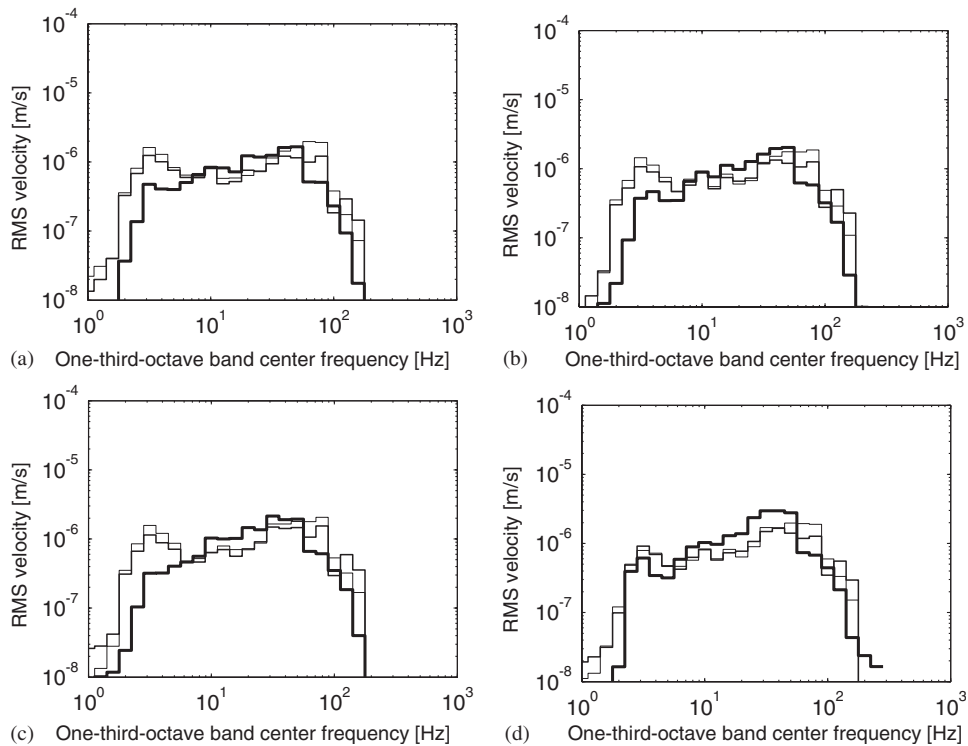 10^-4
10^-5
10^-6
10^-7
10^-8
RMS velocity [m/s]
10^0 10^1 10^2 10^3
(a) One-third-octave band center frequency [Hz]
10^-4
10^-5
10^-6
10^-7
10^-8
RMS velocity [m/s]
10^0 10^1 10^2 10^3
(b) One-third-octave band center frequency [Hz]
10^-4
10^-5
10^-6
10^-7
10^-8
RMS velocity [m/s]
10^0 10^1 10^2 10^3
(c) One-third-octave band center frequency [Hz]
10^-4
10^-5
10^-6
10^-7
10^-8
RMS velocity [m/s]
10^0 10^1 10^2 10^3
(d) One-third-octave band center frequency [Hz]